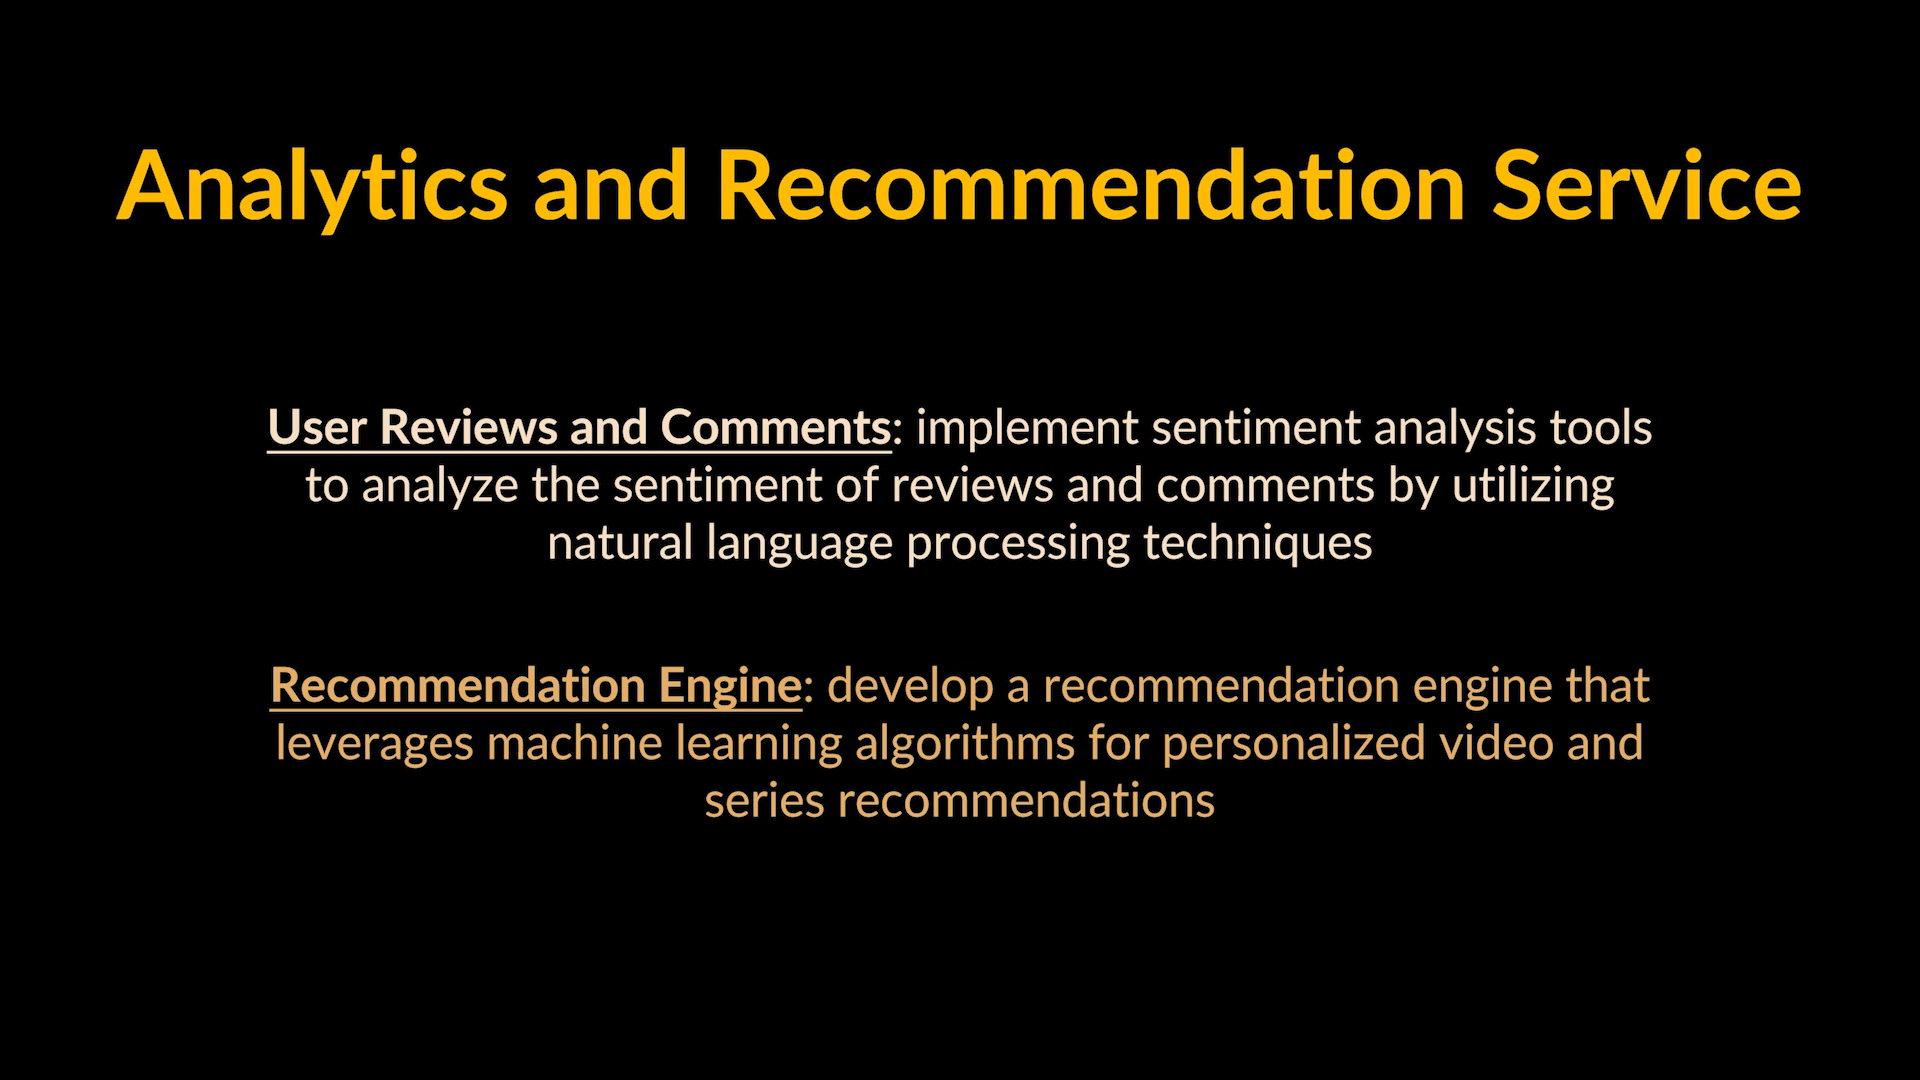 Analytics and Recommendation Service
User Reviews and Comments: implement sentiment analysis tools
to analyze the sentiment of reviews and comments by utilizing
natural language processing techniques
Recommendation Engine: develop a recommendation engine that
leverages machine learning algorithms for personalized video and
series recommendations